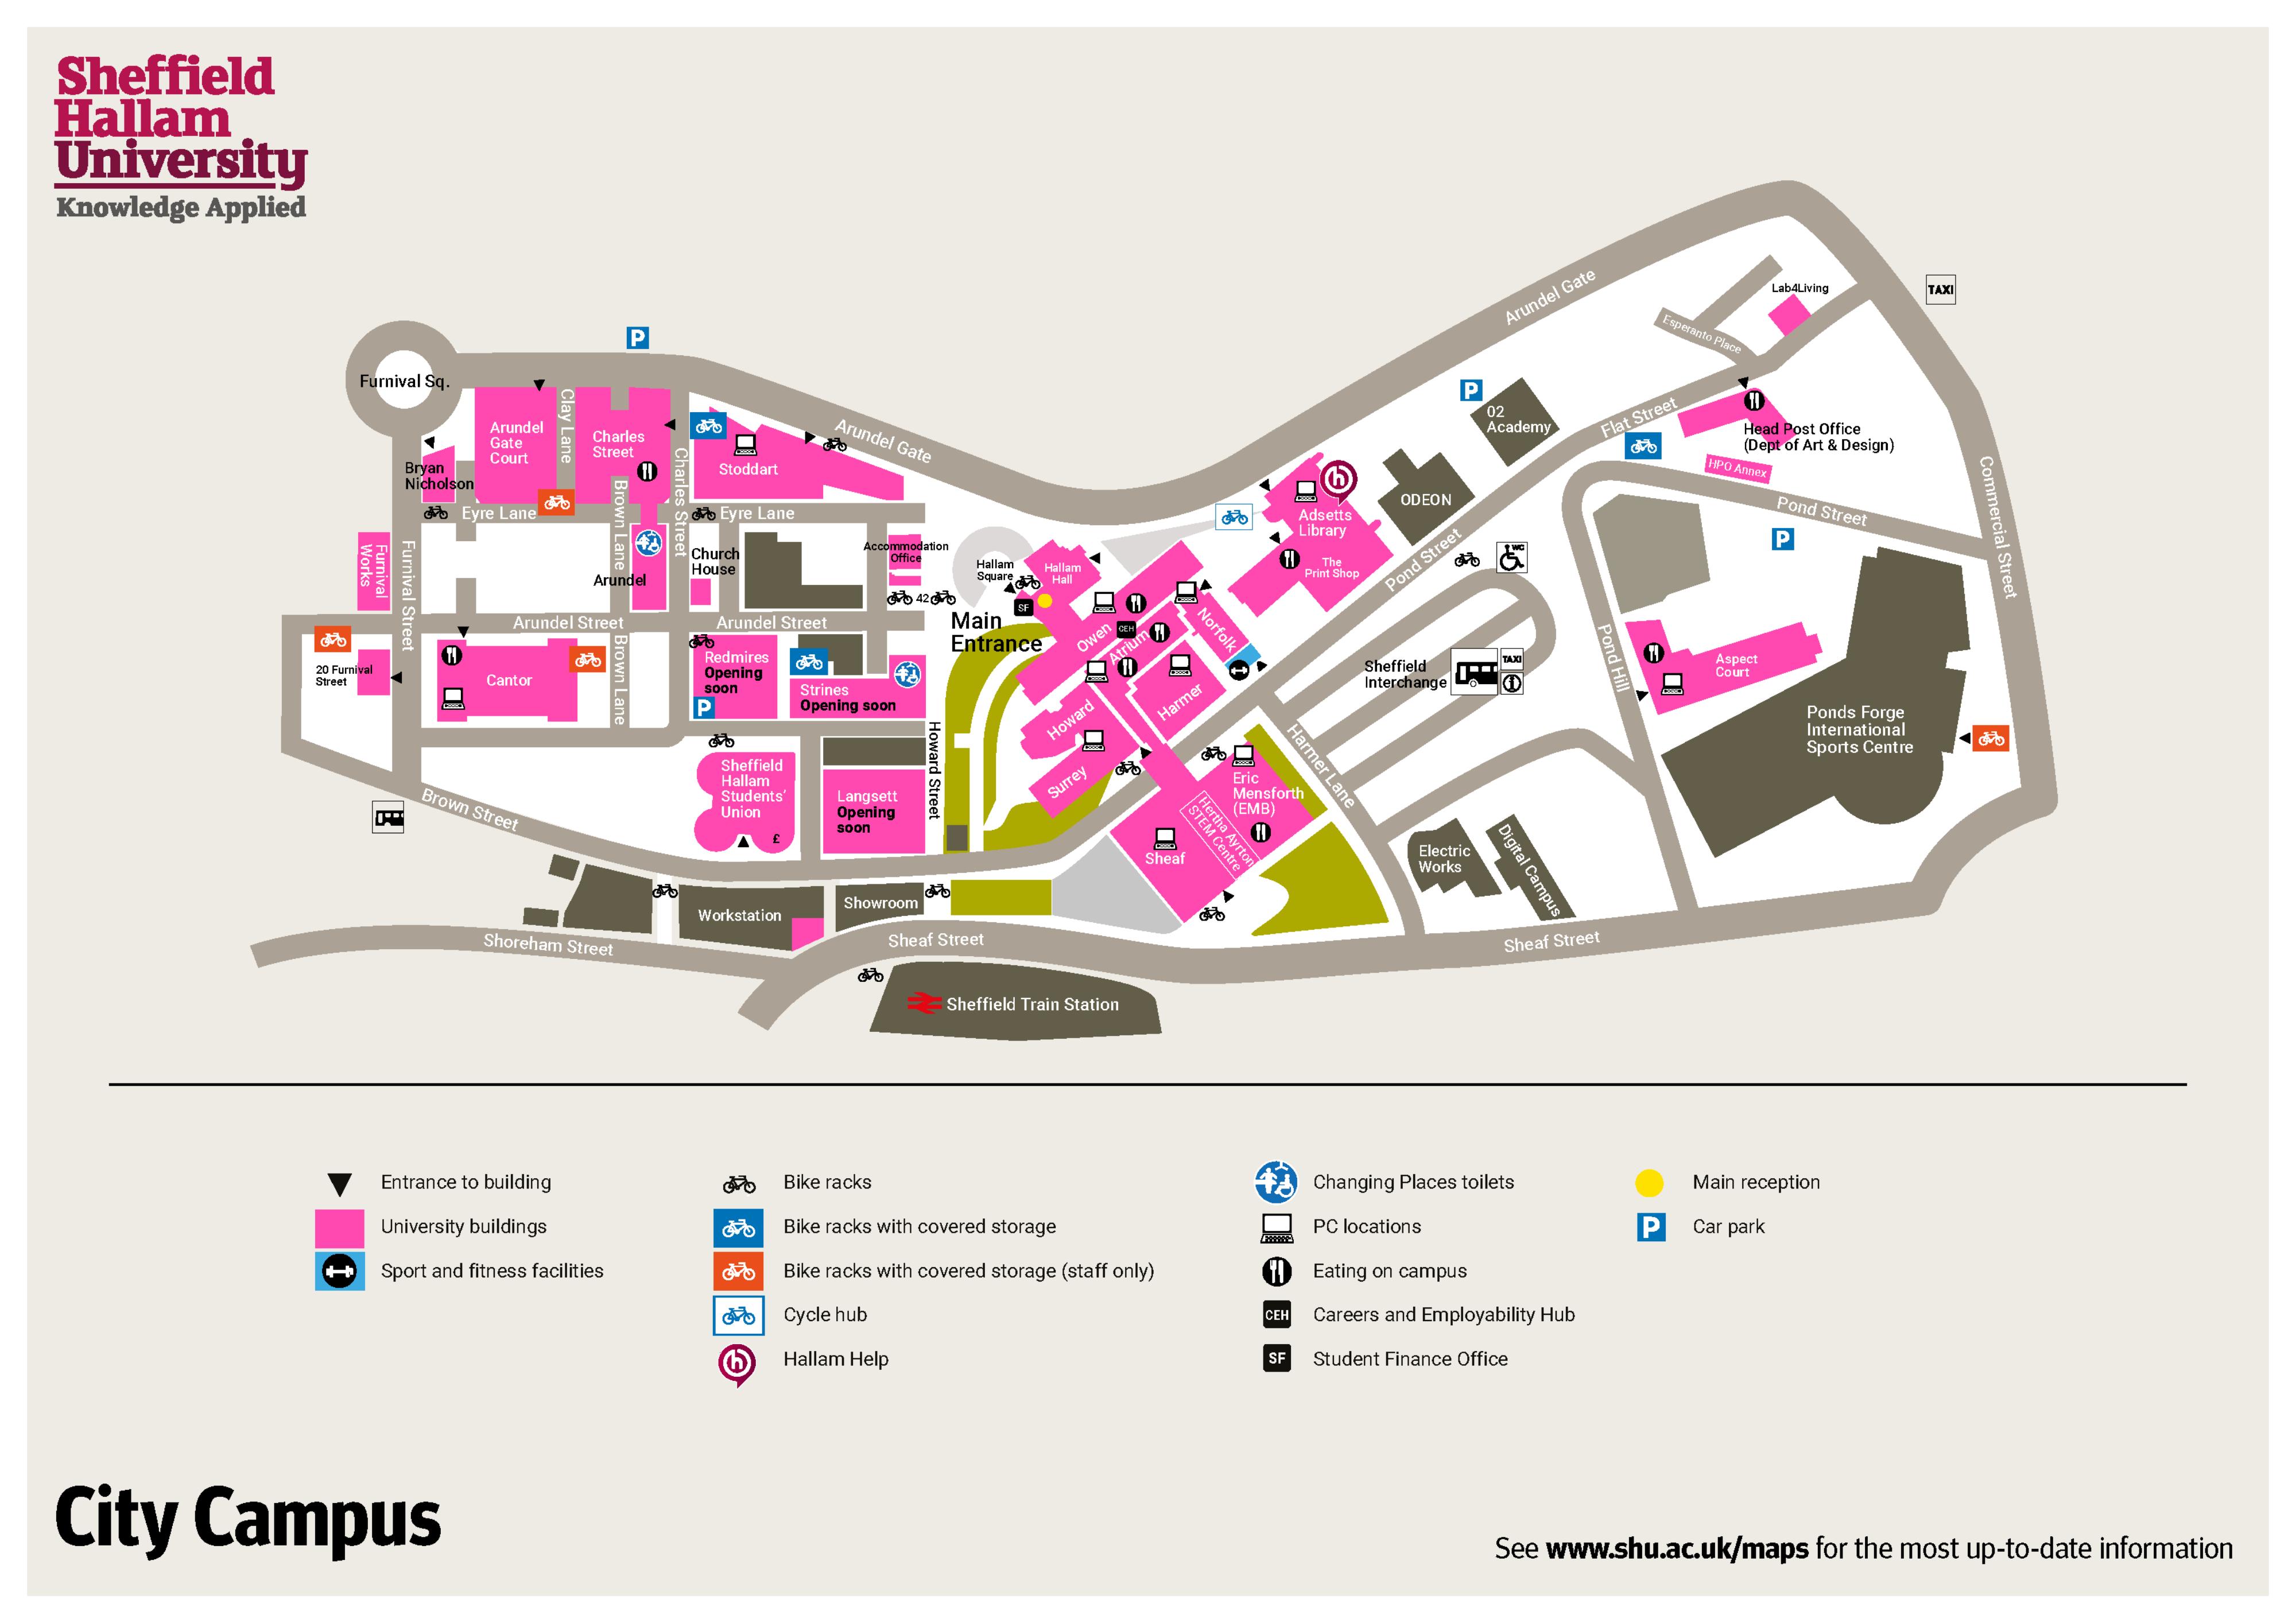 Sheffield
Hallam
University
Knowledge Applied
Arundel Gate
Lab4Living
TAXI
Esperanto Place
P
Furnival Sq.
P
02
Academy
Flat Street
Head Post Office
(Dept of Art & Design)
HPO Annex
Arundel
Gate
Court
Clay Lane
Charles
Street
Stoddart
Arundel Gate
Bryan
Nicholson
Charles Street
Brown Lane
Eyre Lane
Eyre Lane
h
Adsetts
Library
The
Print Shop
ODEON
Pond Street
Pond Street
P
Commercial Street
WC
Furnival
Works
Furnival Street
Church
House
Arundel
Accommodation
Office
42
Hallam
Square
Hallam
Hall
SF
Main
Entrance
Owen
CEH
Atrium
Norfolk
Harmer
Arundel Street
Arundel Street
Brown Lane
20 Furnival
Street
Cantor
Redmires
Opening
soon
P
Strines
Opening soon
Howard Street
Howard
Surrey
Sheffield
Interchange
TAXI
i
Pond Hill
Aspect
Court
Ponds Forge
International
Sports Centre
Harmer Lane
Sheffield
Hallam
Students'
Union
£
Langsett
Opening
soon
Eric
Mensforth
(EMB)
Hertha Ayrton
STEM Centre
Sheaf
Brown Street
Electric
Works
Digital Campus
Workstation
Showroom
Shoreham Street
Sheaf Street
Sheaf Street
Sheffield Train Station
Entrance to building
University buildings
Sport and fitness facilities
Bike racks
Bike racks with covered storage
Bike racks with covered storage (staff only)
Cycle hub
h
Hallam Help
Changing Places toilets
PC locations
Eating on campus
CEH
Careers and Employability Hub
SF
Student Finance Office
Main reception
P
Car park
City Campus
See www.shu.ac.uk/maps for the most up-to-date information